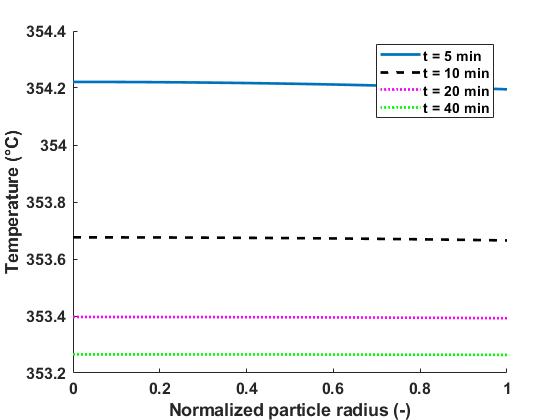 354.4
354.2
354
353.8
353.6
353.4
353.2
Temperature (°C)
t = 5 min
t = 10 min
t = 20 min
t = 40 min
0
0.2
0.4
0.6
0.8
1
Normalized particle radius (-)